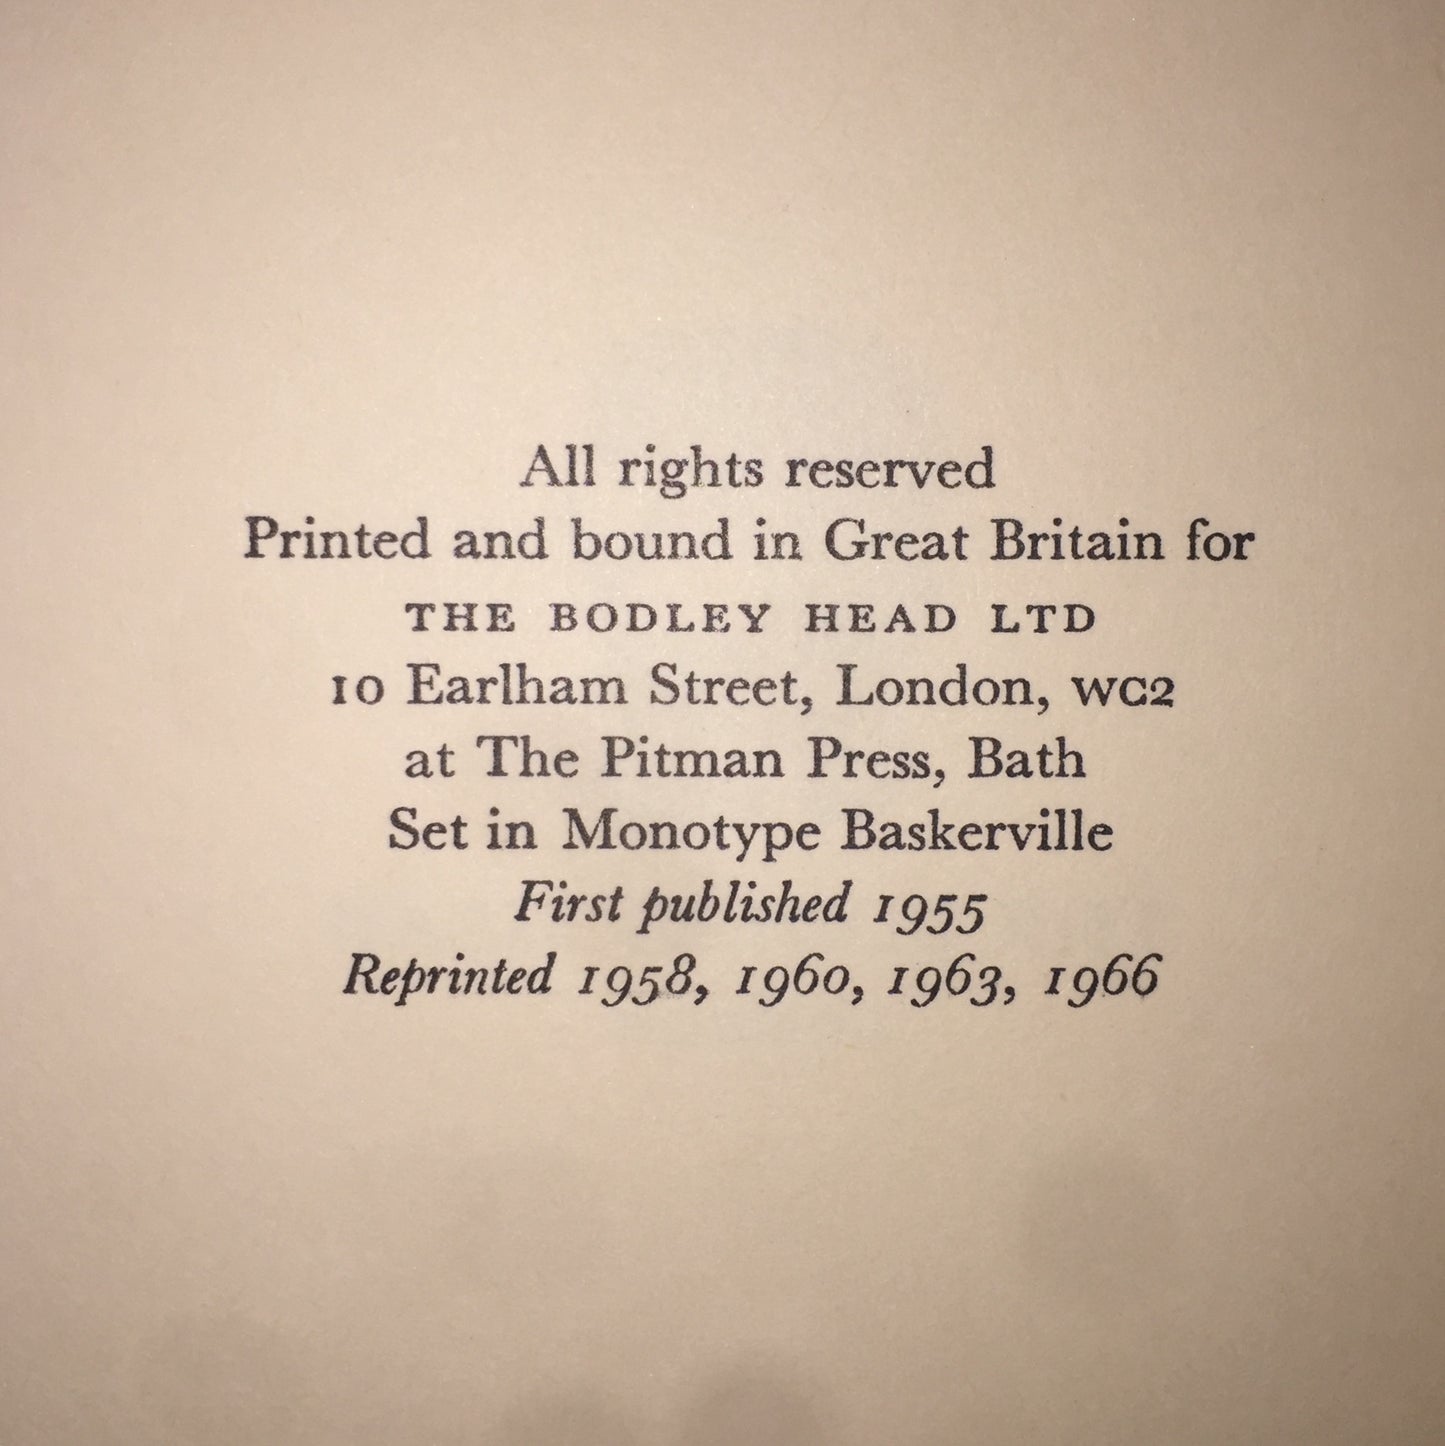 All rights reserved
Printed and bound in Great Britain for
THE BODLEY HEAD LTD
10 Earlham Street, London, WC2
at The Pitman Press, Bath
Set in Monotype Baskerville
First published 1955
Reprinted 1958, 1960, 1963, 1966